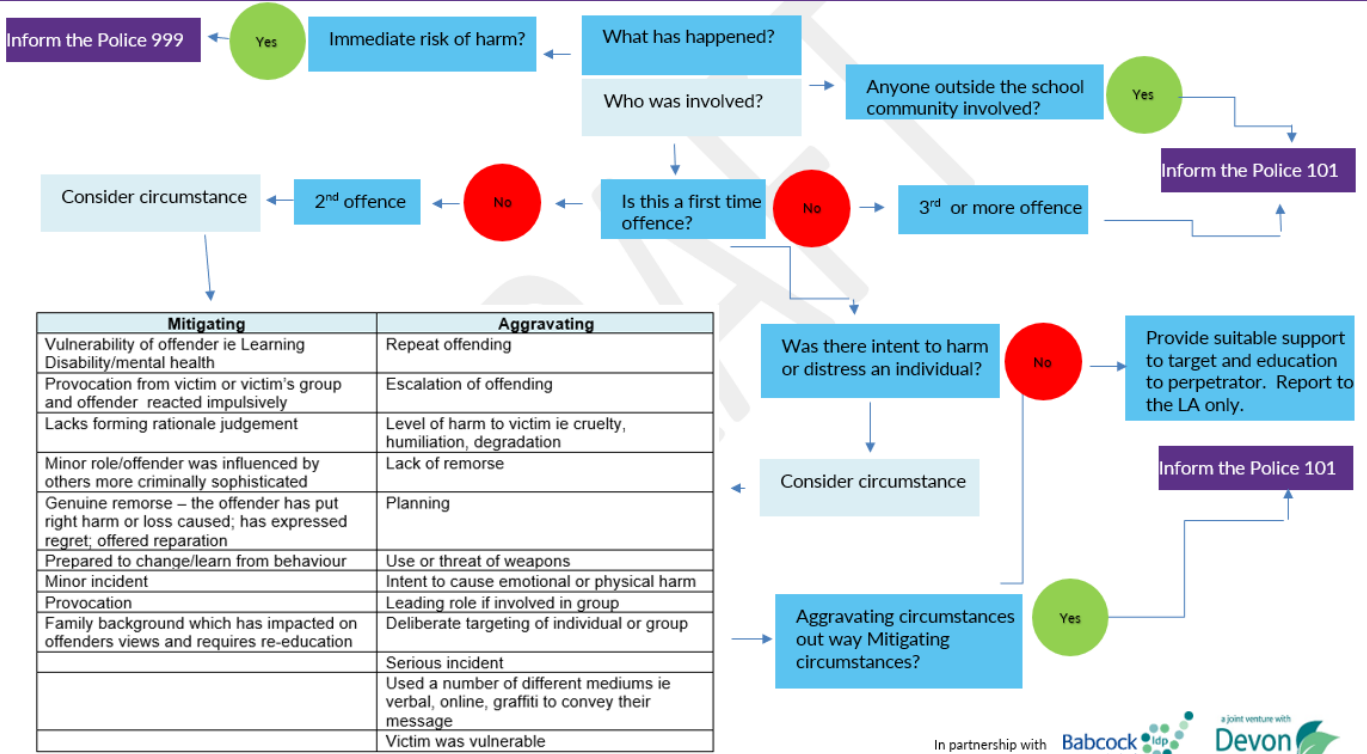 Inform the Police 999
Yes
Immediate risk of harm?
What has happened?
Who was involved?
Anyone outside the school
community involved?
Yes
Inform the Police 101
Consider circumstance
2nd offence
No
Is this a first time
offence?
No
3rd or more offence
Mitigating
Aggravating
Vulnerability of offender ie Learning
Disability/mental health
Repeat offending
Provocation from victim or victim's group
and offender reacted impulsively
Escalation of offending
Lacks forming rationale judgement
Level of harm to victim ie cruelty,
humiliation, degradation
Minor role/offender was influenced by
others more criminally sophisticated
Lack of remorse
Genuine remorse – the offender has put
right harm or loss caused; has expressed
regret; offered reparation
Planning
Prepared to change/learn from behaviour
Use or threat of weapons
Minor incident
Intent to cause emotional or physical harm
Provocation
Leading role if involved in group
Family background which has impacted on
offenders views and requires re-education
Deliberate targeting of individual or group
Serious incident
Used a number of different mediums ie
verbal, online, graffiti to convey their
message
Victim was vulnerable
Was there intent to harm
or distress an individual?
No
Provide suitable support
to target and education
to perpetrator. Report to
the LA only.
Consider circumstance
Inform the Police 101
Aggravating circumstances
out way Mitigating
circumstances?
Yes
In partnership with
Babcock
ldp
a joint venture with
Devon
DRAFT